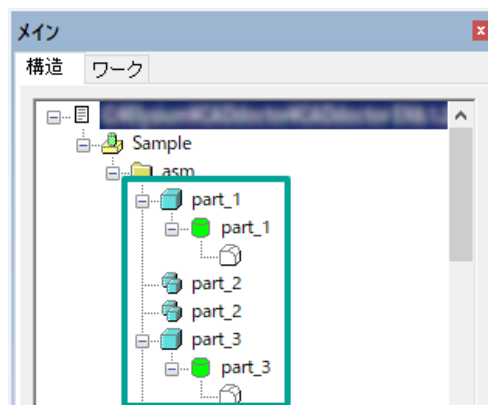 メイン
構造 ワーク
Sample
asm
part_1
part_1
part_2
part_2
part_3
part_3